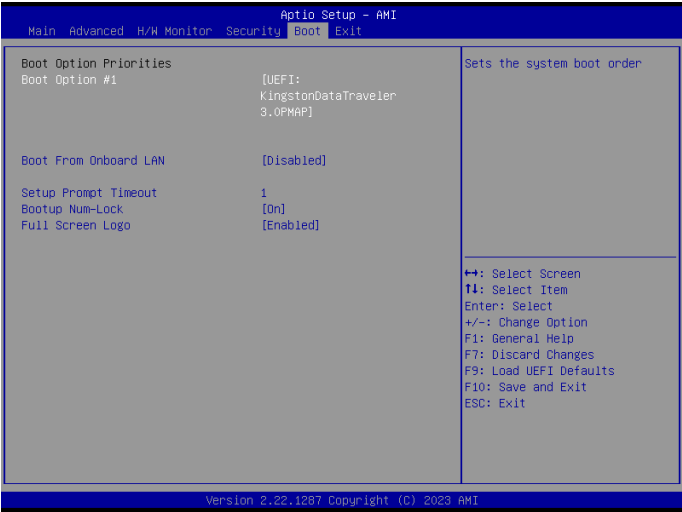 Aptio Setup – AMI
Main Advanced H/W Monitor Security Boot Exit
Boot Option Priorities
Boot Option #1 [UEFI:
KingstonDataTraveler
3.0PMAP]
Boot From Onboard LAN [Disabled]
Setup Prompt Timeout 1
Bootup Num-Lock [On]
Full Screen Logo [Enabled]
Sets the system boot order
↔: Select Screen
↑↓: Select Item
Enter: Select
+/-: Change Option
F1: General Help
F7: Discard Changes
F9: Load UEFI Defaults
F10: Save and Exit
ESC: Exit
Version 2.22.1287 Copyright (C) 2023 AMI